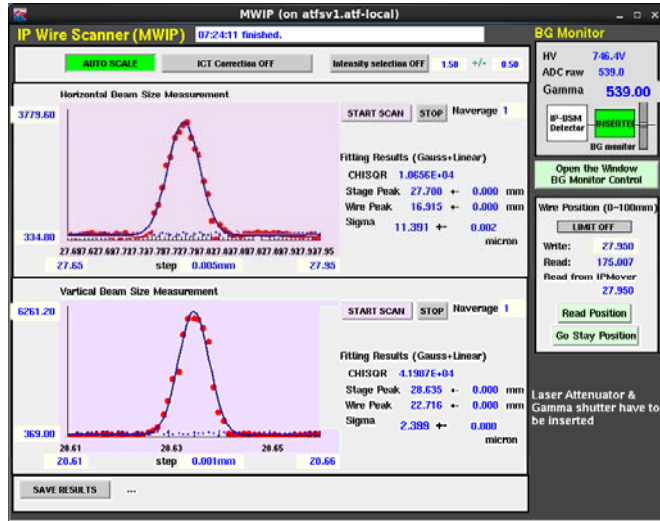 MWIP (on atfsv1.atf-local)
IP Wire Scanner (MWIP) 07:24:11 finished.
AUTO SCALE ICT Correction OFF Intensity selection OFF 1.50 +/- 0.50
Horizontal Beam Size Measurement
3779.60
334.00
27.65 step 0.005mm 27.95
START SCAN STOP Naverage 1
Fitting Results (Gauss+Linear)
CHISQR 1.0656E+04
Stage Peak 27.788 +- 0.000 mm
Wire Peak 16.915 +- 0.000 mm
Sigma 11.391 +- 0.002
micron
Vartical Beam Size Measurement
6261.20
369.00
28.61 28.63 28.65
28.61 step 0.001mm 28.66
START SCAN STOP Naverage 1
Fitting Results (Gauss+Linear)
CHISQR 4.1987E+04
Stage Peak 28.635 +- 0.000 mm
Wire Peak 22.716 +- 0.000 mm
Sigma 2.398 +- 0.000
micron
SAVE RESULTS ...
BG Monitor
HV 746.4V
ADC raw 539.0
Gamma 539.00
IP-BSM
Detector
INSERTED
BG monitor
Open the Window
BG Monitor Control
Wire Position (0~100mm)
LIMIT OFF
Write: 27.950
Read: 175.007
Read from IPMover
27.950
Read Position
Go Stay Position
Laser Attenuator &
Gamma shutter have to
be inserted